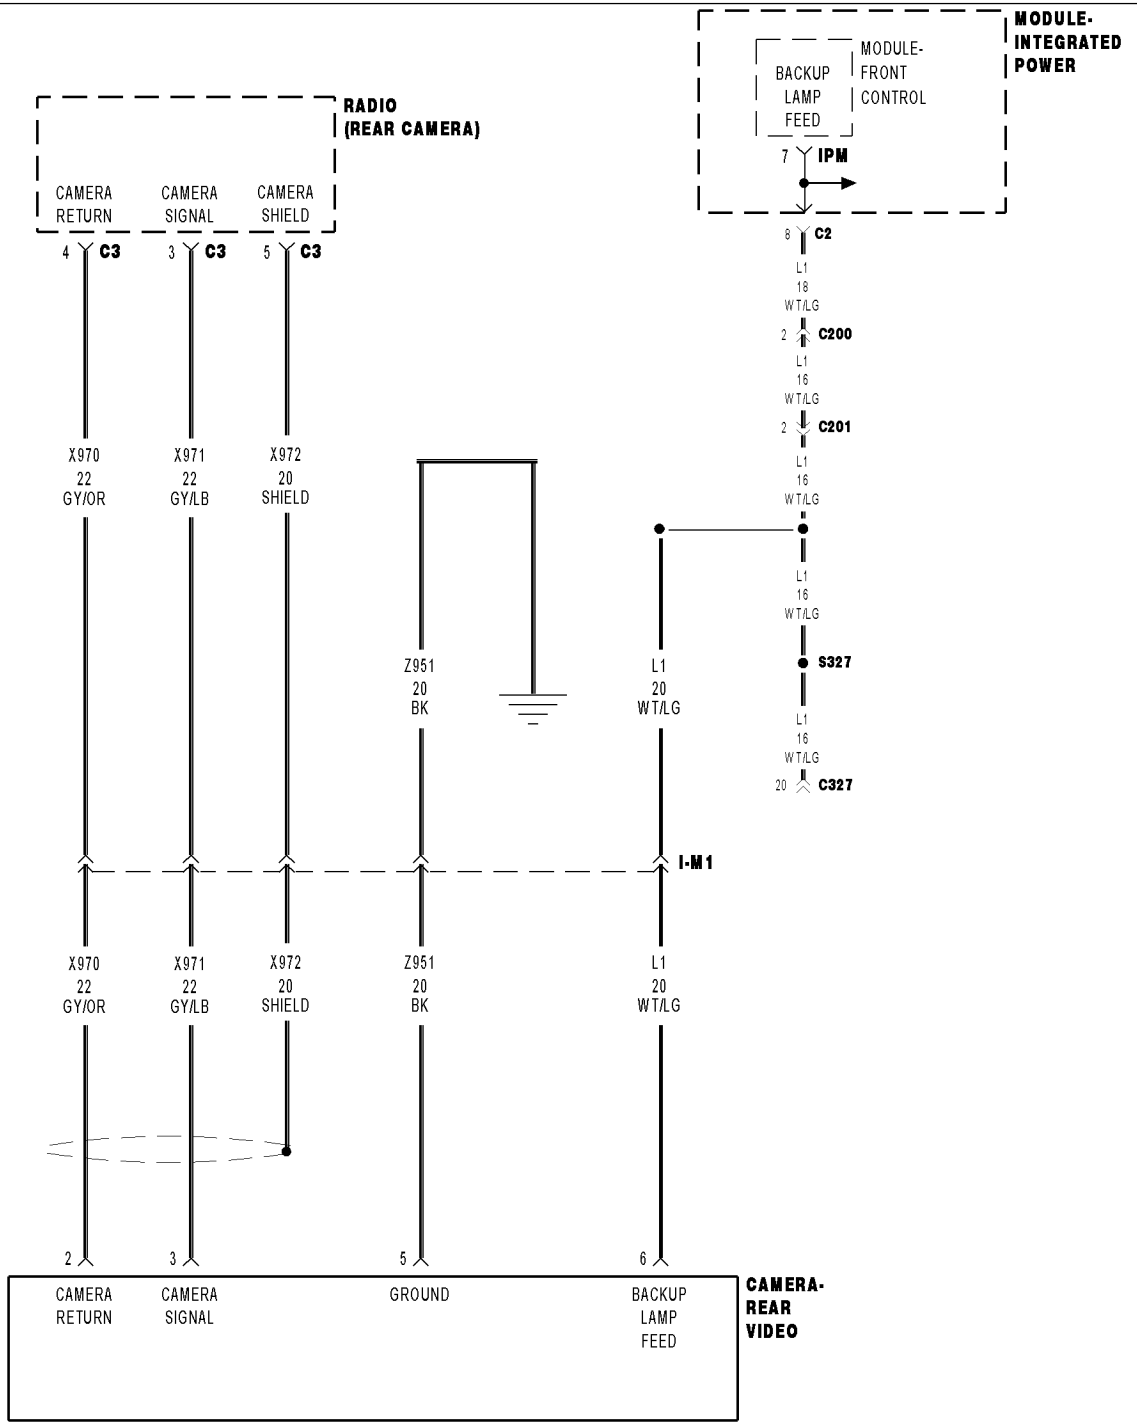 MODULE-
INTEGRATED
POWER
MODULE-
FRONT
CONTROL
BACKUP
LAMP
FEED
7 IPM
RADIO
(REAR CAMERA)
CAMERA
RETURN
CAMERA
SIGNAL
CAMERA
SHIELD
4 C3
3 C3
5 C3
8 C2
L1
18
WT/LG
2 C200
L1
16
WT/LG
2 C201
L1
16
WT/LG
X970
22
GY/OR
X971
22
GY/LB
X972
20
SHIELD
L1
16
WT/LG
S327
Z951
20
BK
L1
20
WT/LG
L1
16
WT/LG
20 C327
I-M1
X970
22
GY/OR
X971
22
GY/LB
X972
20
SHIELD
Z951
20
BK
L1
20
WT/LG
2
3
5
6
CAMERA
RETURN
CAMERA
SIGNAL
GROUND
BACKUP
LAMP
FEED
CAMERA-
REAR
VIDEO